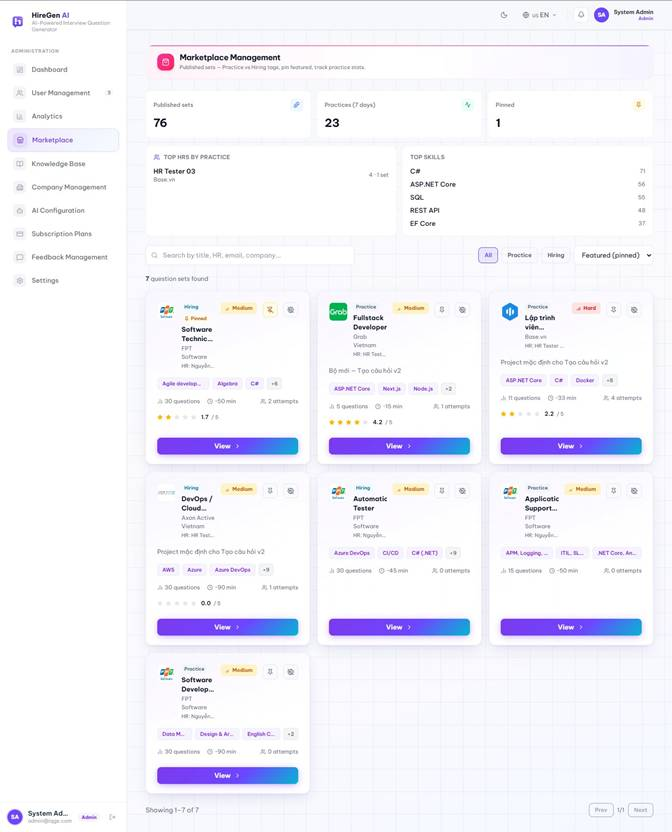 HireGen AI
AI-Powered Interview Question
Generator
ADMINISTRATION
Dashboard
User Management
Analytics
Marketplace
Knowledge Base
Company Management
AI Configuration
Subscription Plans
Feedback Management
Settings
SA
System Ad...
admin@qgs.com
Admin
us EN
SA
System Admin
Admin
Marketplace Management
Published sets — Practice vs Hiring tags, pin featured, track practice stats.
Published sets
76
Practices (7 days)
23
Pinned
1
TOP HRS BY PRACTICE
HR Tester 03
Base.vn
4 · 1 set
TOP SKILLS
C# 71
ASP.NET Core 56
SQL 55
REST API 48
EF Core 37
Search by title, HR, email, company...
All
Practice
Hiring
Featured (pinned)
7 question sets found
Hiring
Pinned
Medium
Software
Technic...
FPT
Software
HR: Nguyễn...
Agile develop...
Algebra
C#
+6
30 questions ~50 min 2 attempts
1.7 / 5
View
Grab
Practice
Medium
Fullstack
Developer
Grab
Vietnam
HR: HR Test...
Bộ mới — Tạo câu hỏi v2
ASP.NET Core
Next.js
Node.js
+2
5 questions ~15 min 1 attempts
4.2 / 5
View
Practice
Hard
Lập trình
viên...
Base.vn
HR: HR Tester ...
Project mặc định cho Tạo câu hỏi v2
ASP.NET Core
C#
Docker
+8
11 questions ~33 min 4 attempts
2.2 / 5
View
Hiring
Medium
DevOps /
Cloud...
Axon Active
Vietnam
HR: HR Test...
Project mặc định cho Tạo câu hỏi v2
AWS
Azure
Azure DevOps
+9
30 questions ~90 min 1 attempts
0.0 / 5
View
Hiring
Medium
Automatic
Tester
FPT
Software
HR: Nguyễn...
Azure DevOps
CI/CD
C# (.NET)
+9
30 questions ~45 min 0 attempts
View
Practice
Medium
Applicatic
Support...
FPT
Software
HR: Nguyễn...
APM, Logging, ...
ITIL, SL...
.NET Core, An...
15 questions ~50 min 0 attempts
View
Practice
Medium
Software
Develop...
FPT
Software
HR: Nguyễn...
Data M...
Design & Ar...
English C...
+2
30 questions ~90 min 0 attempts
View
Showing 1–7 of 7
Prev
1/1
Next